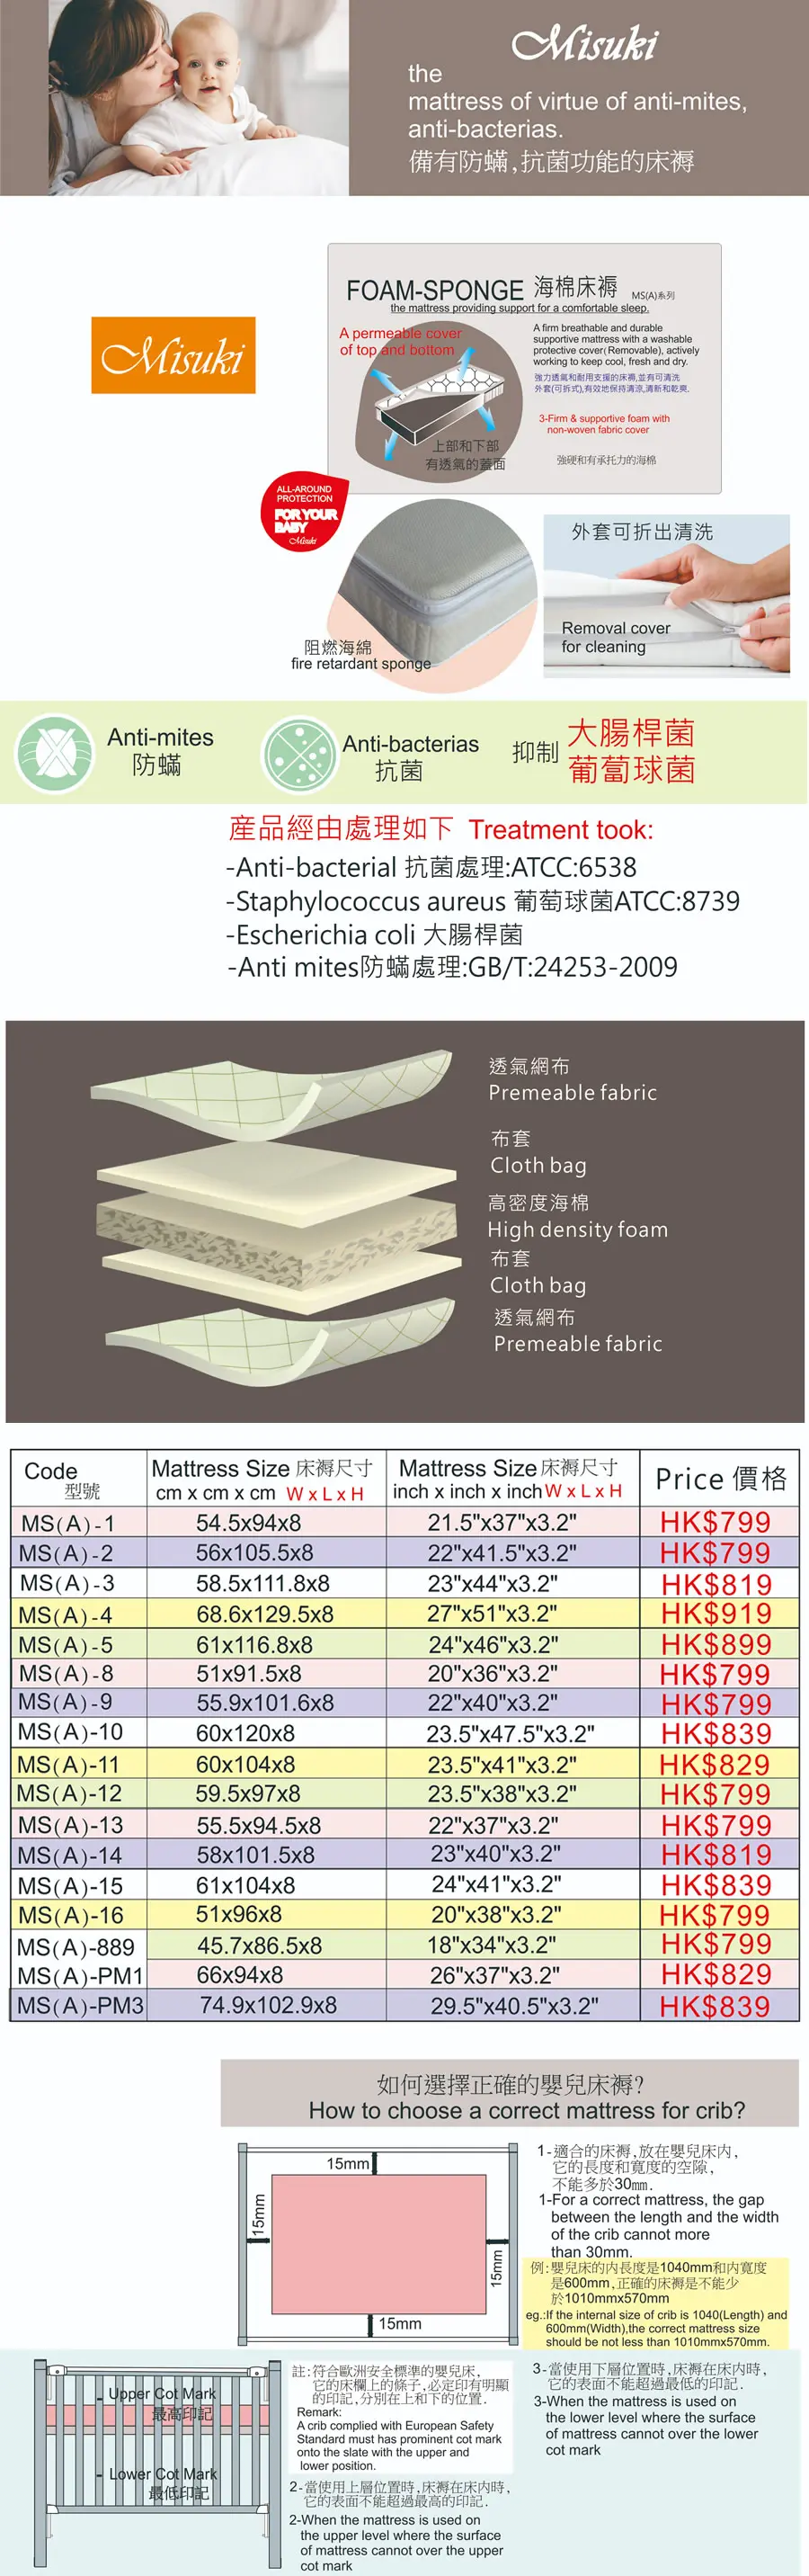 Misuki
the
mattress of virtue of anti-mites,
anti-bacterias.
備有防蟎,抗菌功能的床褥
Misuki
FOAM-SPONGE 海棉床褥 MS(A)系列
the mattress providing support for a comfortable sleep.
A permeable cover
of top and bottom
上部和下部
有透氣的蓋面
A firm breathable and durable
supportive mattress with a washable
protective cover(Removable), actively
working to keep cool, fresh and dry.
強力透氣和耐用支援的床褥,並有可清洗
外套(可拆式),有效地保持清涼,清新和乾爽.
3-Firm & supportive foam with
non-woven fabric cover
強硬和有承托力的海棉
ALL-AROUND
PROTECTION
FOR YOUR
BABY
Misuki
阻燃海綿
fire retardant sponge
外套可折出清洗
Removal cover
for cleaning
Anti-mites
防蟎
Anti-bacterias
抗菌
抑制 大腸桿菌
葡萄球菌
産品經由處理如下 Treatment took:
-Anti-bacterial 抗菌處理:ATCC:6538
-Staphylococcus aureus 葡萄球菌ATCC:8739
-Escherichia coli 大腸桿菌
-Anti mites防蟎處理:GB/T:24253-2009
透氣網布
Premeable fabric
布套
Cloth bag
高密度海棉
High density foam
布套
Cloth bag
透氣網布
Premeable fabric
Code 型號 Mattress Size 床褥尺寸 cm x cm x cm W x L x H Mattress Size 床褥尺寸 inch x inch x inch W x L x H Price 價格
MS(A)-1 54.5x94x8 21.5"x37"x3.2" HK$799
MS(A)-2 56x105.5x8 22"x41.5"x3.2" HK$799
MS(A)-3 58.5x111.8x8 23"x44"x3.2" HK$819
MS(A)-4 68.6x129.5x8 27"x51"x3.2" HK$919
MS(A)-5 61x116.8x8 24"x46"x3.2" HK$899
MS(A)-8 51x91.5x8 20"x36"x3.2" HK$799
MS(A)-9 55.9x101.6x8 22"x40"x3.2" HK$799
MS(A)-10 60x120x8 23.5"x47.5"x3.2" HK$839
MS(A)-11 60x104x8 23.5"x41"x3.2" HK$829
MS(A)-12 59.5x97x8 23.5"x38"x3.2" HK$799
MS(A)-13 55.5x94.5x8 22"x37"x3.2" HK$799
MS(A)-14 58x101.5x8 23"x40"x3.2" HK$819
MS(A)-15 61x104x8 24"x41"x3.2" HK$839
MS(A)-16 51x96x8 20"x38"x3.2" HK$799
MS(A)-889 45.7x86.5x8 18"x34"x3.2" HK$799
MS(A)-PM1 66x94x8 26"x37"x3.2" HK$829
MS(A)-PM3 74.9x102.9x8 29.5"x40.5"x3.2" HK$839
如何選擇正確的嬰兒床褥?
How to choose a correct mattress for crib?
15mm
15mm
15mm
15mm
1-適合的床褥,放在嬰兒床内,
它的長度和寬度的空隙,
不能多於30mm.
1-For a correct mattress, the gap
between the length and the width
of the crib cannot more
than 30mm.
例:嬰兒床的内長度是1040mm和内寬度
是600mm,正確的床褥是不能少
於1010mmx570mm
eg.:If the internal size of crib is 1040(Length) and
600mm(Width),the correct mattress size
should be not less than 1010mmx570mm.
Upper Cot Mark
最高印記
Lower Cot Mark
最低印記
註:符合歐洲安全標準的嬰兒床,
它的床欄上的條子,必定印有明顯
的印記,分別在上和下的位置.
Remark:
A crib complied with European Safety
Standard must has prominent cot mark
onto the slate with the upper and
lower position.
2-當使用上層位置時,床褥在床内時,
它的表面不能超過最高的印記.
2-When the mattress is used on
the upper level where the surface
of mattress cannot over the upper
cot mark
3-當使用下層位置時,床褥在床内時,
它的表面不能超過最低的印記.
3-When the mattress is used on
the lower level where the surface
of mattress cannot over the lower
cot mark